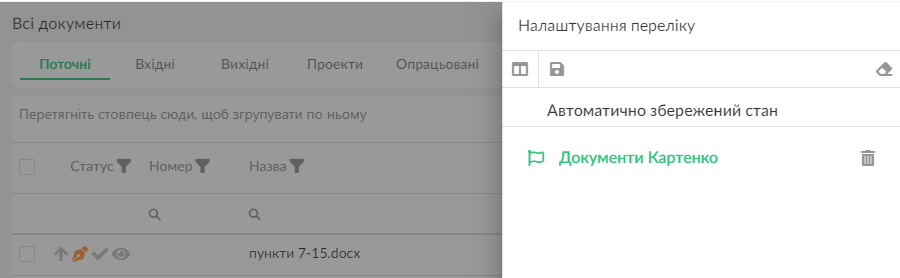 Всі документи
Поточні Вхідні Вихідні Проекти Опрацьовані
Перетягніть стовпець сюди, щоб згрупувати по ньому
Статус Номер Назва
пункти 7-15.docx
Налаштування переліку
Автоматично збережений стан
Документи Картенко